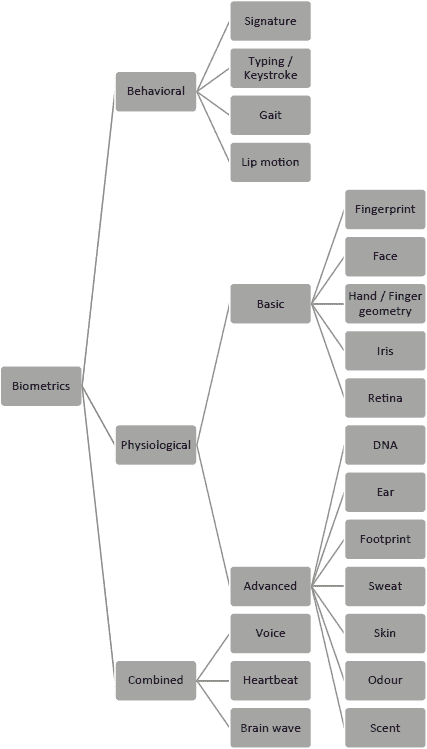 Signature
Typing /
Keystroke
Behavioral
Gait
Lip motion
Fingerprint
Face
Basic
Hand / Finger
geometry
Iris
Biometrics
Retina
Physiological
DNA
Ear
Footprint
Advanced
Sweat
Voice
Skin
Combined
Heartbeat
Odour
Brain wave
Scent